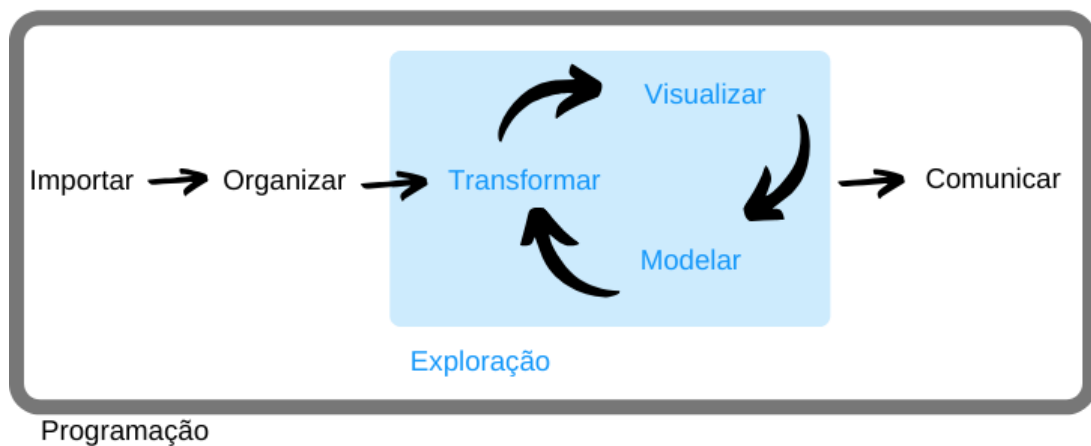 Visualizar
Importar
Organizar
Transformar
Comunicar
Modelar
Exploração
Programação